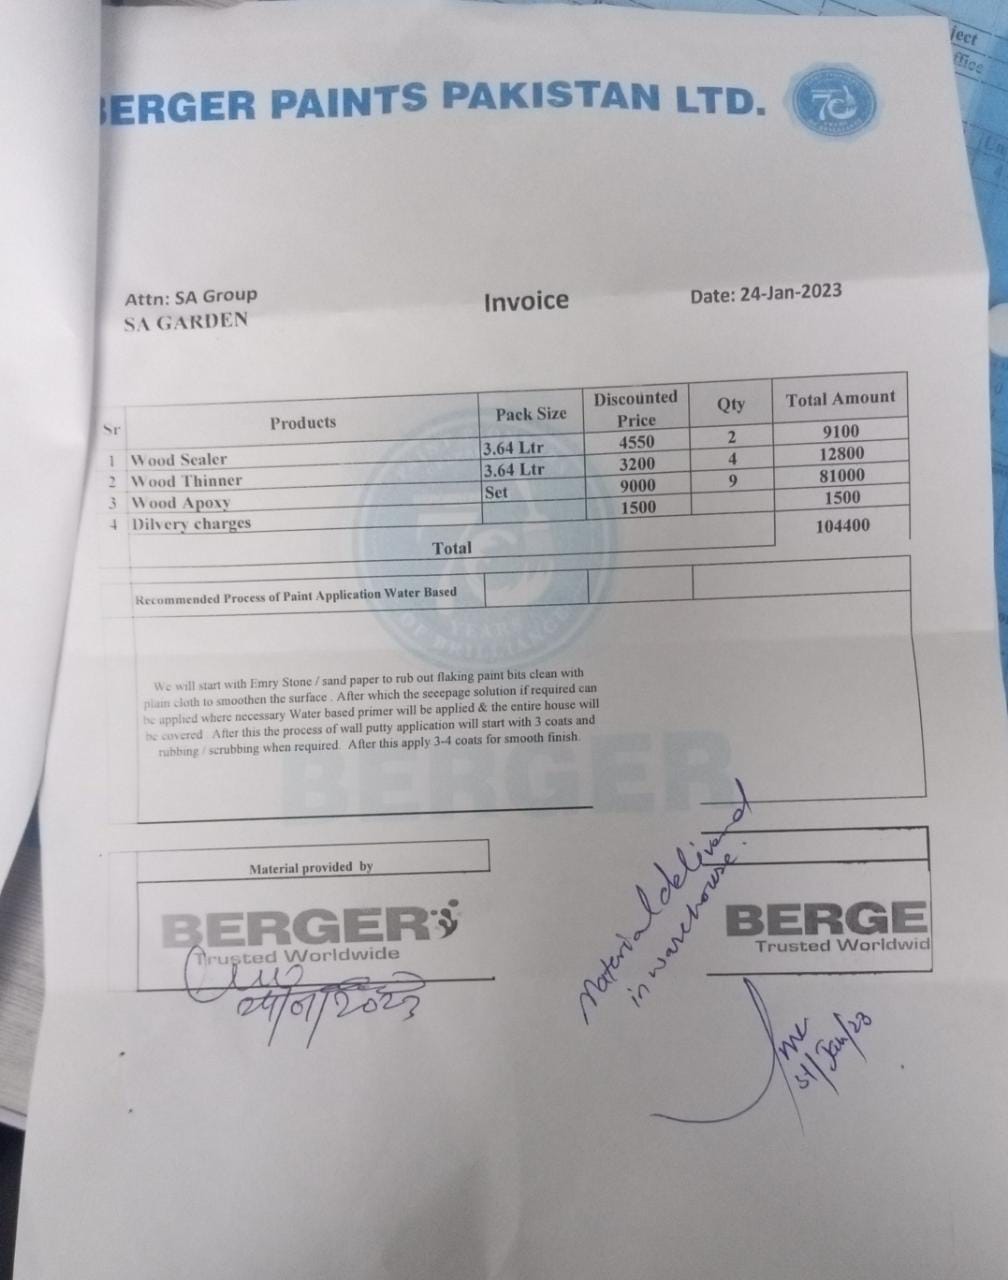 BERGER PAINTS PAKISTAN LTD.
Attn: SA Group
SA GARDEN
Invoice
Date: 24-Jan-2023
Sr Products Pack Size Discounted Price Qty Total Amount
1 Wood Sealer 3.64 Ltr 4550 2 9100
2 Wood Thinner 3.64 Ltr 3200 4 12800
3 Wood Apoxy Set 9000 9 81000
4 Dilvery charges 1500 1500
Total 104400
Recommended Process of Paint Application Water Based
YEARS
OF BRILLIANCE
We will start with Emry Stone / sand paper to rub out flaking paint bits clean with
plain cloth to smoothen the surface . After which the seeepage solution if required can
be applied where necessary Water based primer will be applied & the entire house will
be covered . After this the process of wall putty application will start with 3 coats and
rubbing / scrubbing when required. After this apply 3-4 coats for smooth finish.
BERGER
Material provided by
BERGER
Trusted Worldwide
24/01/2023
Material delivered
in warehouse.
BERGE
Trusted Worldwid
Jan/23